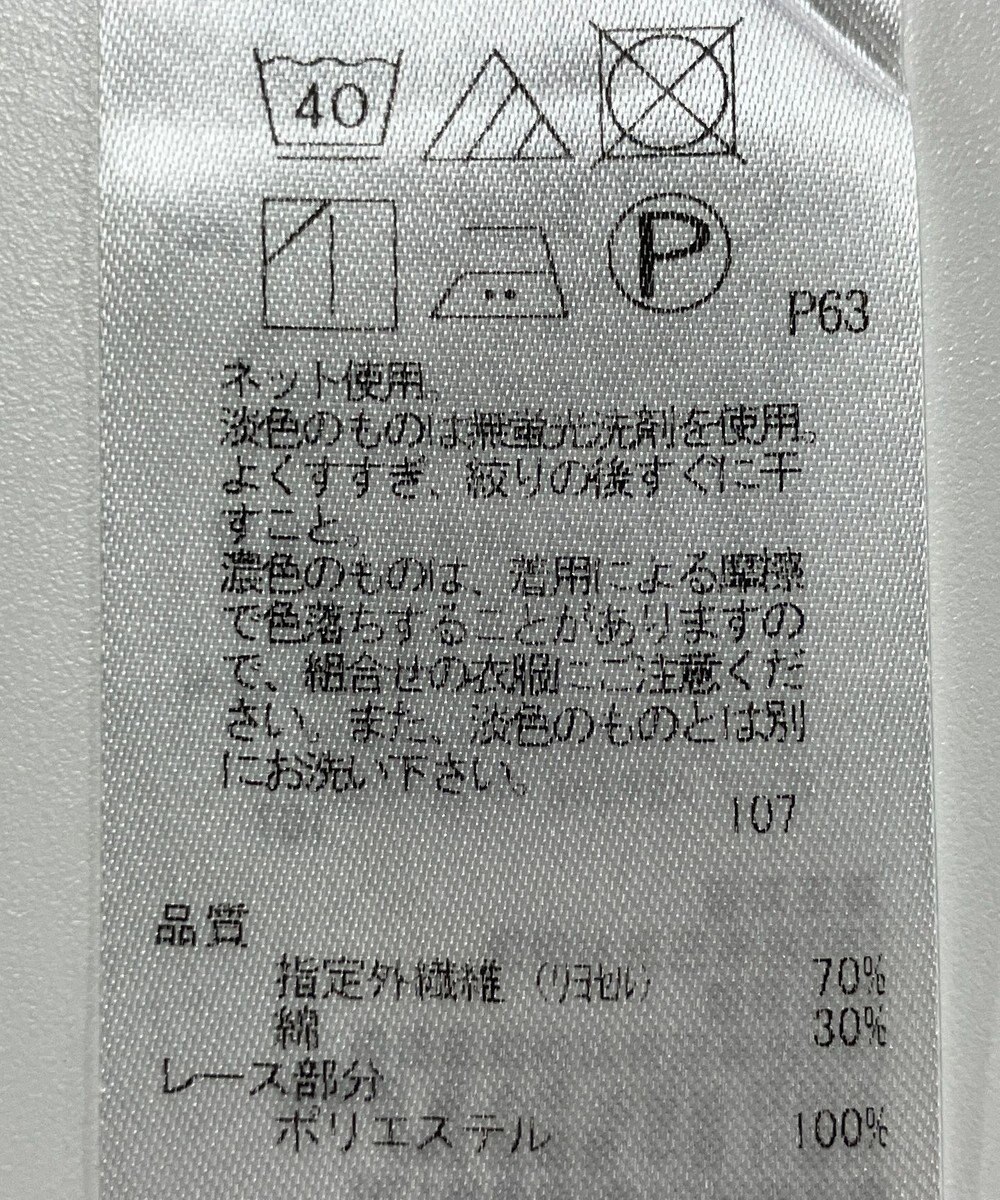 40
P
P63
ネット使用。
淡色のものは無蛍光洗剤を使用。
よくすすぎ、絞りの後すぐに干
すこと。
濃色のものは、着用による摩擦
で色落ちすることがありますの
で、組合せの衣服にご注意くだ
さい。また、淡色のものとは別
にお洗い下さい。
107
品質
指定外繊維（リヨセル） 70%
綿 30%
レース部分
ポリエステル 100%